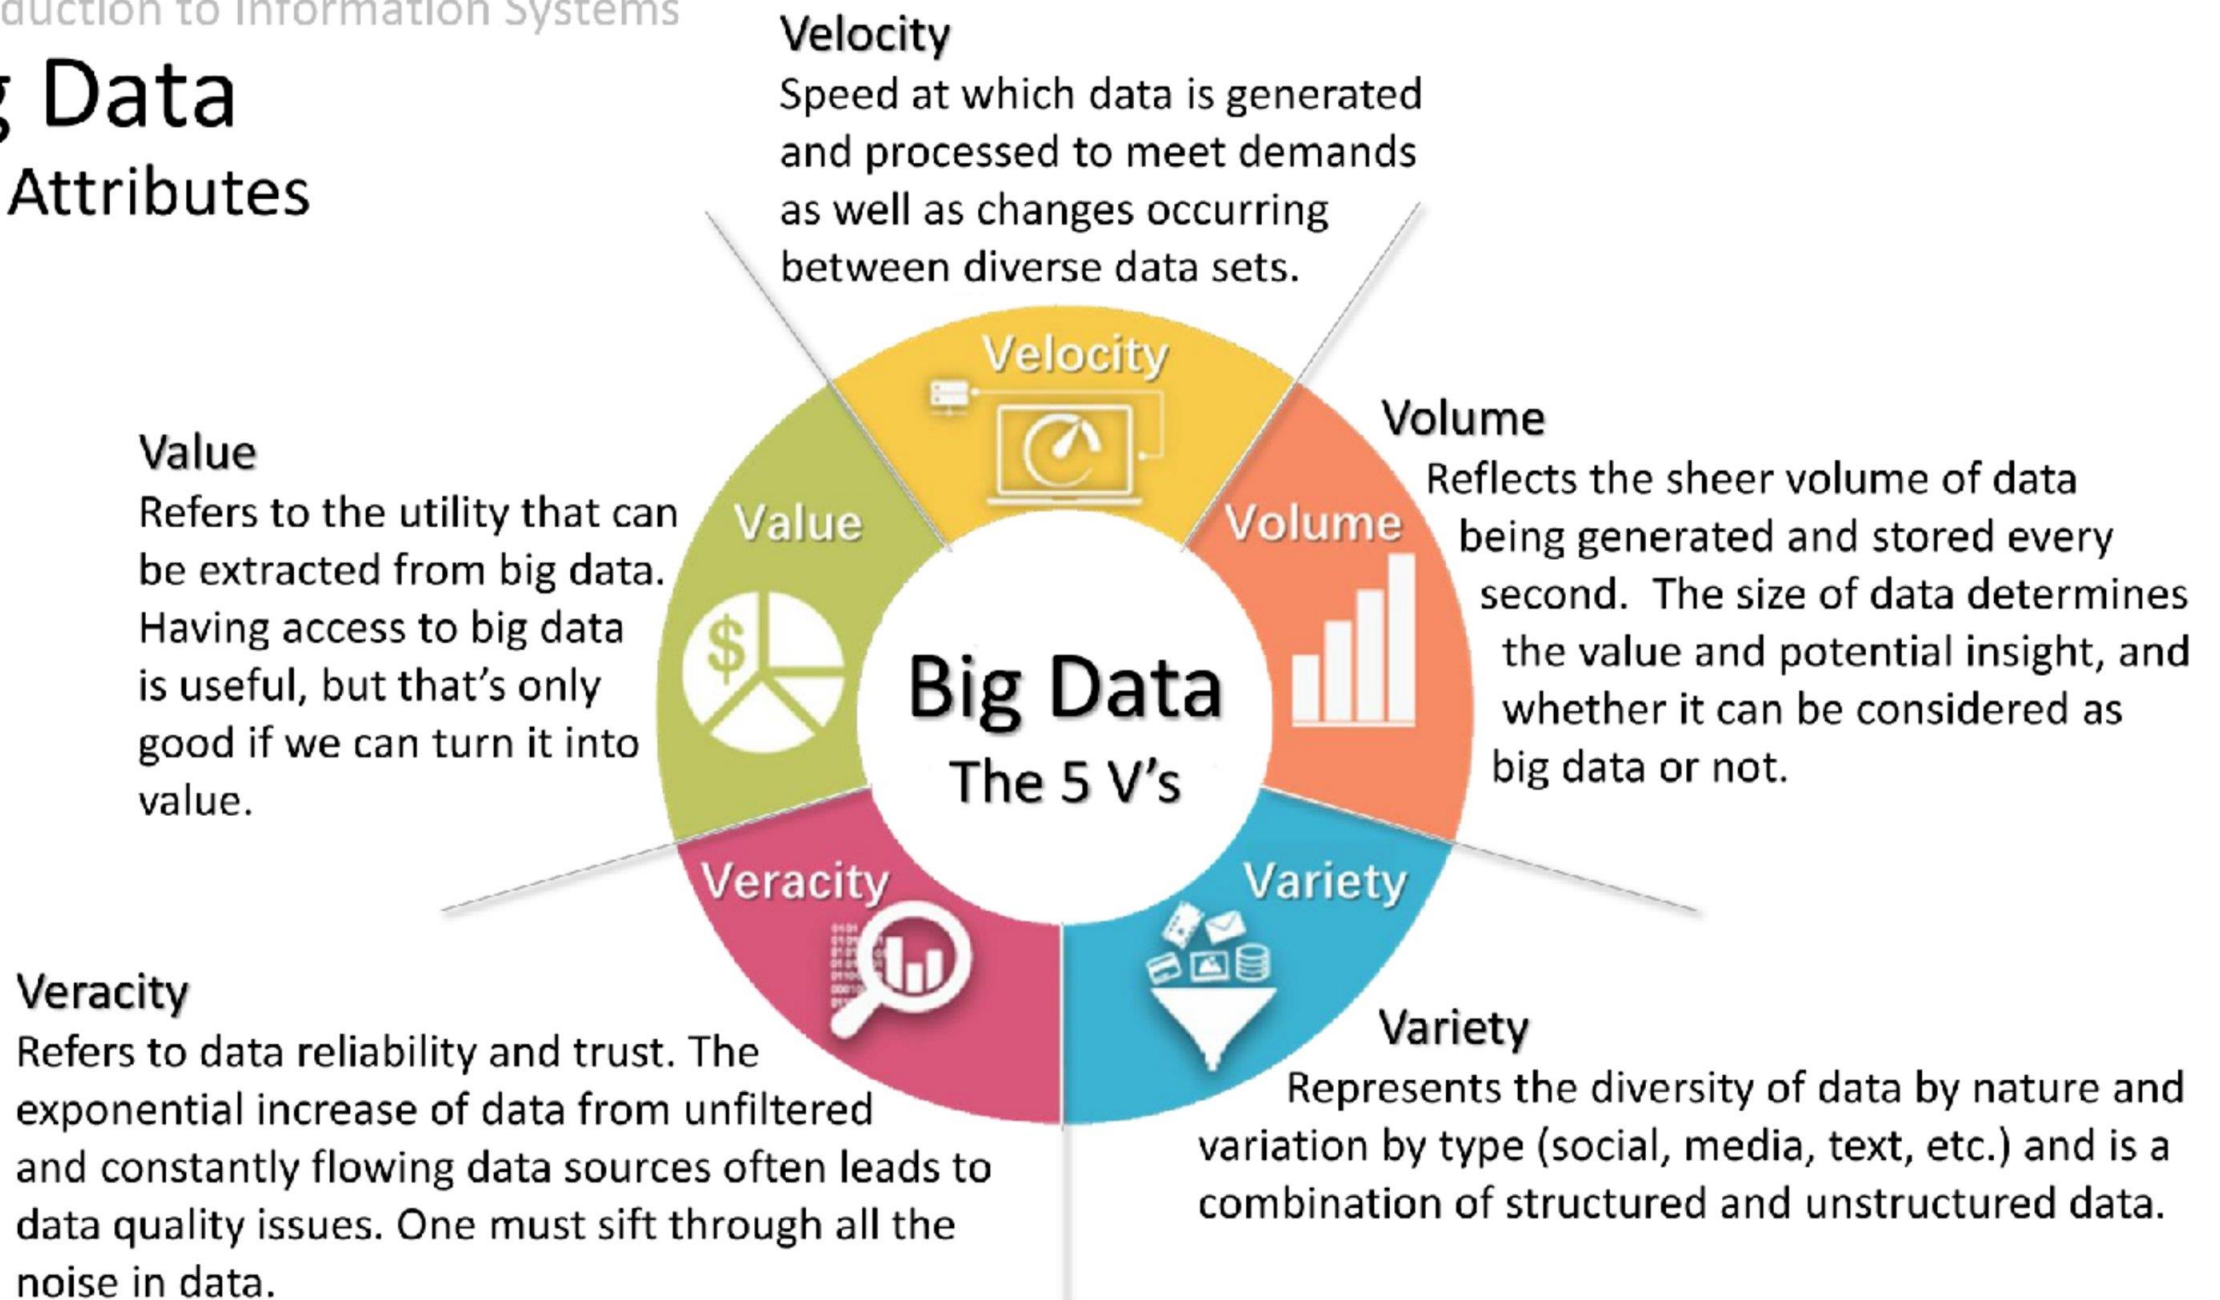 duction to Information Systems
g Data
Attributes
Velocity
Speed at which data is generated
and processed to meet demands
as well as changes occurring
between diverse data sets.
Velocity
Volume
Reflects the sheer volume of data
being generated and stored every
second. The size of data determines
the value and potential insight, and
whether it can be considered as
big data or not.
Volume
Value
Refers to the utility that can
be extracted from big data.
Having access to big data
is useful, but that's only
good if we can turn it into
value.
Value
$
Big Data
The 5 V's
Veracity
Variety
Veracity
Refers to data reliability and trust. The
exponential increase of data from unfiltered
and constantly flowing data sources often leads to
data quality issues. One must sift through all the
noise in data.
Variety
Represents the diversity of data by nature and
variation by type (social, media, text, etc.) and is a
combination of structured and unstructured data.